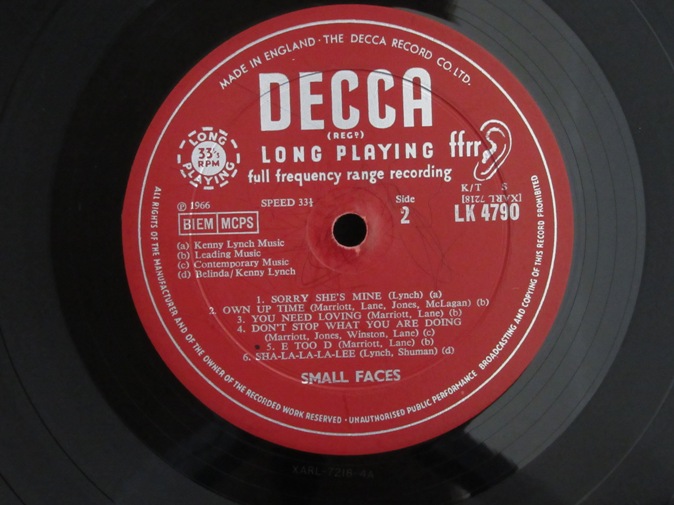 MADE IN ENGLAND · THE DECCA RECORD CO. LTD.
DECCA
(REGD)
LONG PLAYING
33⅓
RPM
LONG PLAYING ffrr
full frequency range recording
K/T S
[XARL 7218]
LK 4790
℗ 1966
SPEED 33⅓
Side
2
BIEM MCPS
(a) Kenny Lynch Music
(b) Leading Music
(c) Contemporary Music
(d) Belinda/Kenny Lynch
1. SORRY SHE'S MINE (Lynch) (a)
2. OWN UP TIME (Marriott, Lane, Jones, McLagan) (b)
3. YOU NEED LOVING (Marriott, Lane) (b)
4. DON'T STOP WHAT YOU ARE DOING
(Marriott, Jones, Winston, Lane) (c)
5. E TOO D (Marriott, Lane) (b)
6. SHA-LA-LA-LA-LEE (Lynch, Shuman) (d)
SMALL FACES
ALL RIGHTS OF THE MANUFACTURER AND OF THE OWNER OF THE RECORDED WORK RESERVED · UNAUTHORISED PUBLIC PERFORMANCE BROADCASTING AND COPYING OF THIS RECORD PROHIBITED
XARL-7218-4A